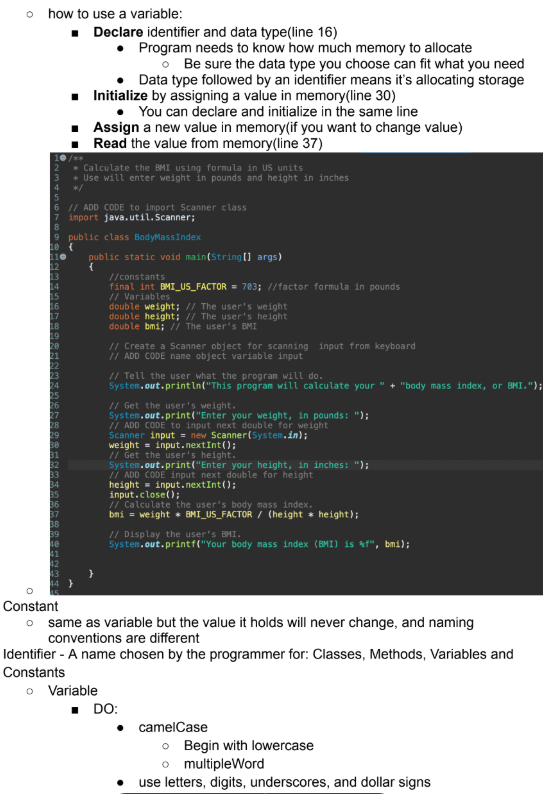 ○ how to use a variable:
■ Declare identifier and data type(line 16)
● Program needs to know how much memory to allocate
○ Be sure the data type you choose can fit what you need
● Data type followed by an identifier means it's allocating storage
■ Initialize by assigning a value in memory(line 30)
● You can declare and initialize in the same line
■ Assign a new value in memory(if you want to change value)
■ Read the value from memory(line 37)
1 /**
2 * Calculate the BMI using formula in US units
3 * Use will enter weight in pounds and height in inches
4 */
5
6 // ADD CODE to import Scanner class
7 import java.util.Scanner;
8
9 public class BodyMassIndex
10 {
11 public static void main(String[] args)
12 {
13 //constants
14 final int BMI_US_FACTOR = 703; //factor formula in pounds
15 // Variables
16 double weight; // The user's weight
17 double height; // The user's height
18 double bmi; // The user's BMI
19
20 // Create a Scanner object for scanning input from keyboard
21 // ADD CODE name object variable input
22
23 // Tell the user what the program will do.
24 System.out.println("This program will calculate your " + "body mass index, or BMI.");
25
26 // Get the user's weight.
27 System.out.print("Enter your weight, in pounds: ");
28 // ADD CODE to input next double for weight
29 Scanner input = new Scanner(System.in);
30 weight = input.nextInt();
31 // Get the user's height.
32 System.out.print("Enter your height, in inches: ");
33 // ADD CODE input next double for height
34 height = input.nextInt();
35 input.close();
36 // Calculate the user's body mass index.
37 bmi = weight * BMI_US_FACTOR / (height * height);
38
39 // Display the user's BMI.
40 System.out.printf("Your body mass index (BMI) is %f", bmi);
41
42
43 }
44 }
45
○
Constant
○ same as variable but the value it holds will never change, and naming
conventions are different
Identifier - A name chosen by the programmer for: Classes, Methods, Variables and
Constants
○ Variable
■ DO:
● camelCase
○ Begin with lowercase
○ multipleWord
● use letters, digits, underscores, and dollar signs